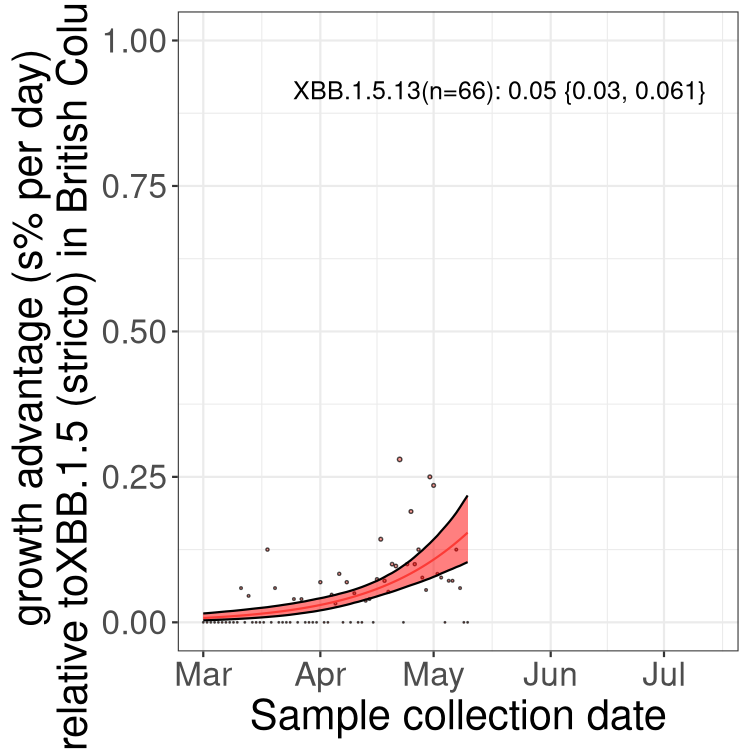 growth advantage (s% per day)
relative toXBB.1.5 (stricto) in British Colu
1.00
0.75
0.50
0.25
0.00
XBB.1.5.13(n=66): 0.05 {0.03, 0.061}
Mar Apr May Jun Jul
Sample collection date